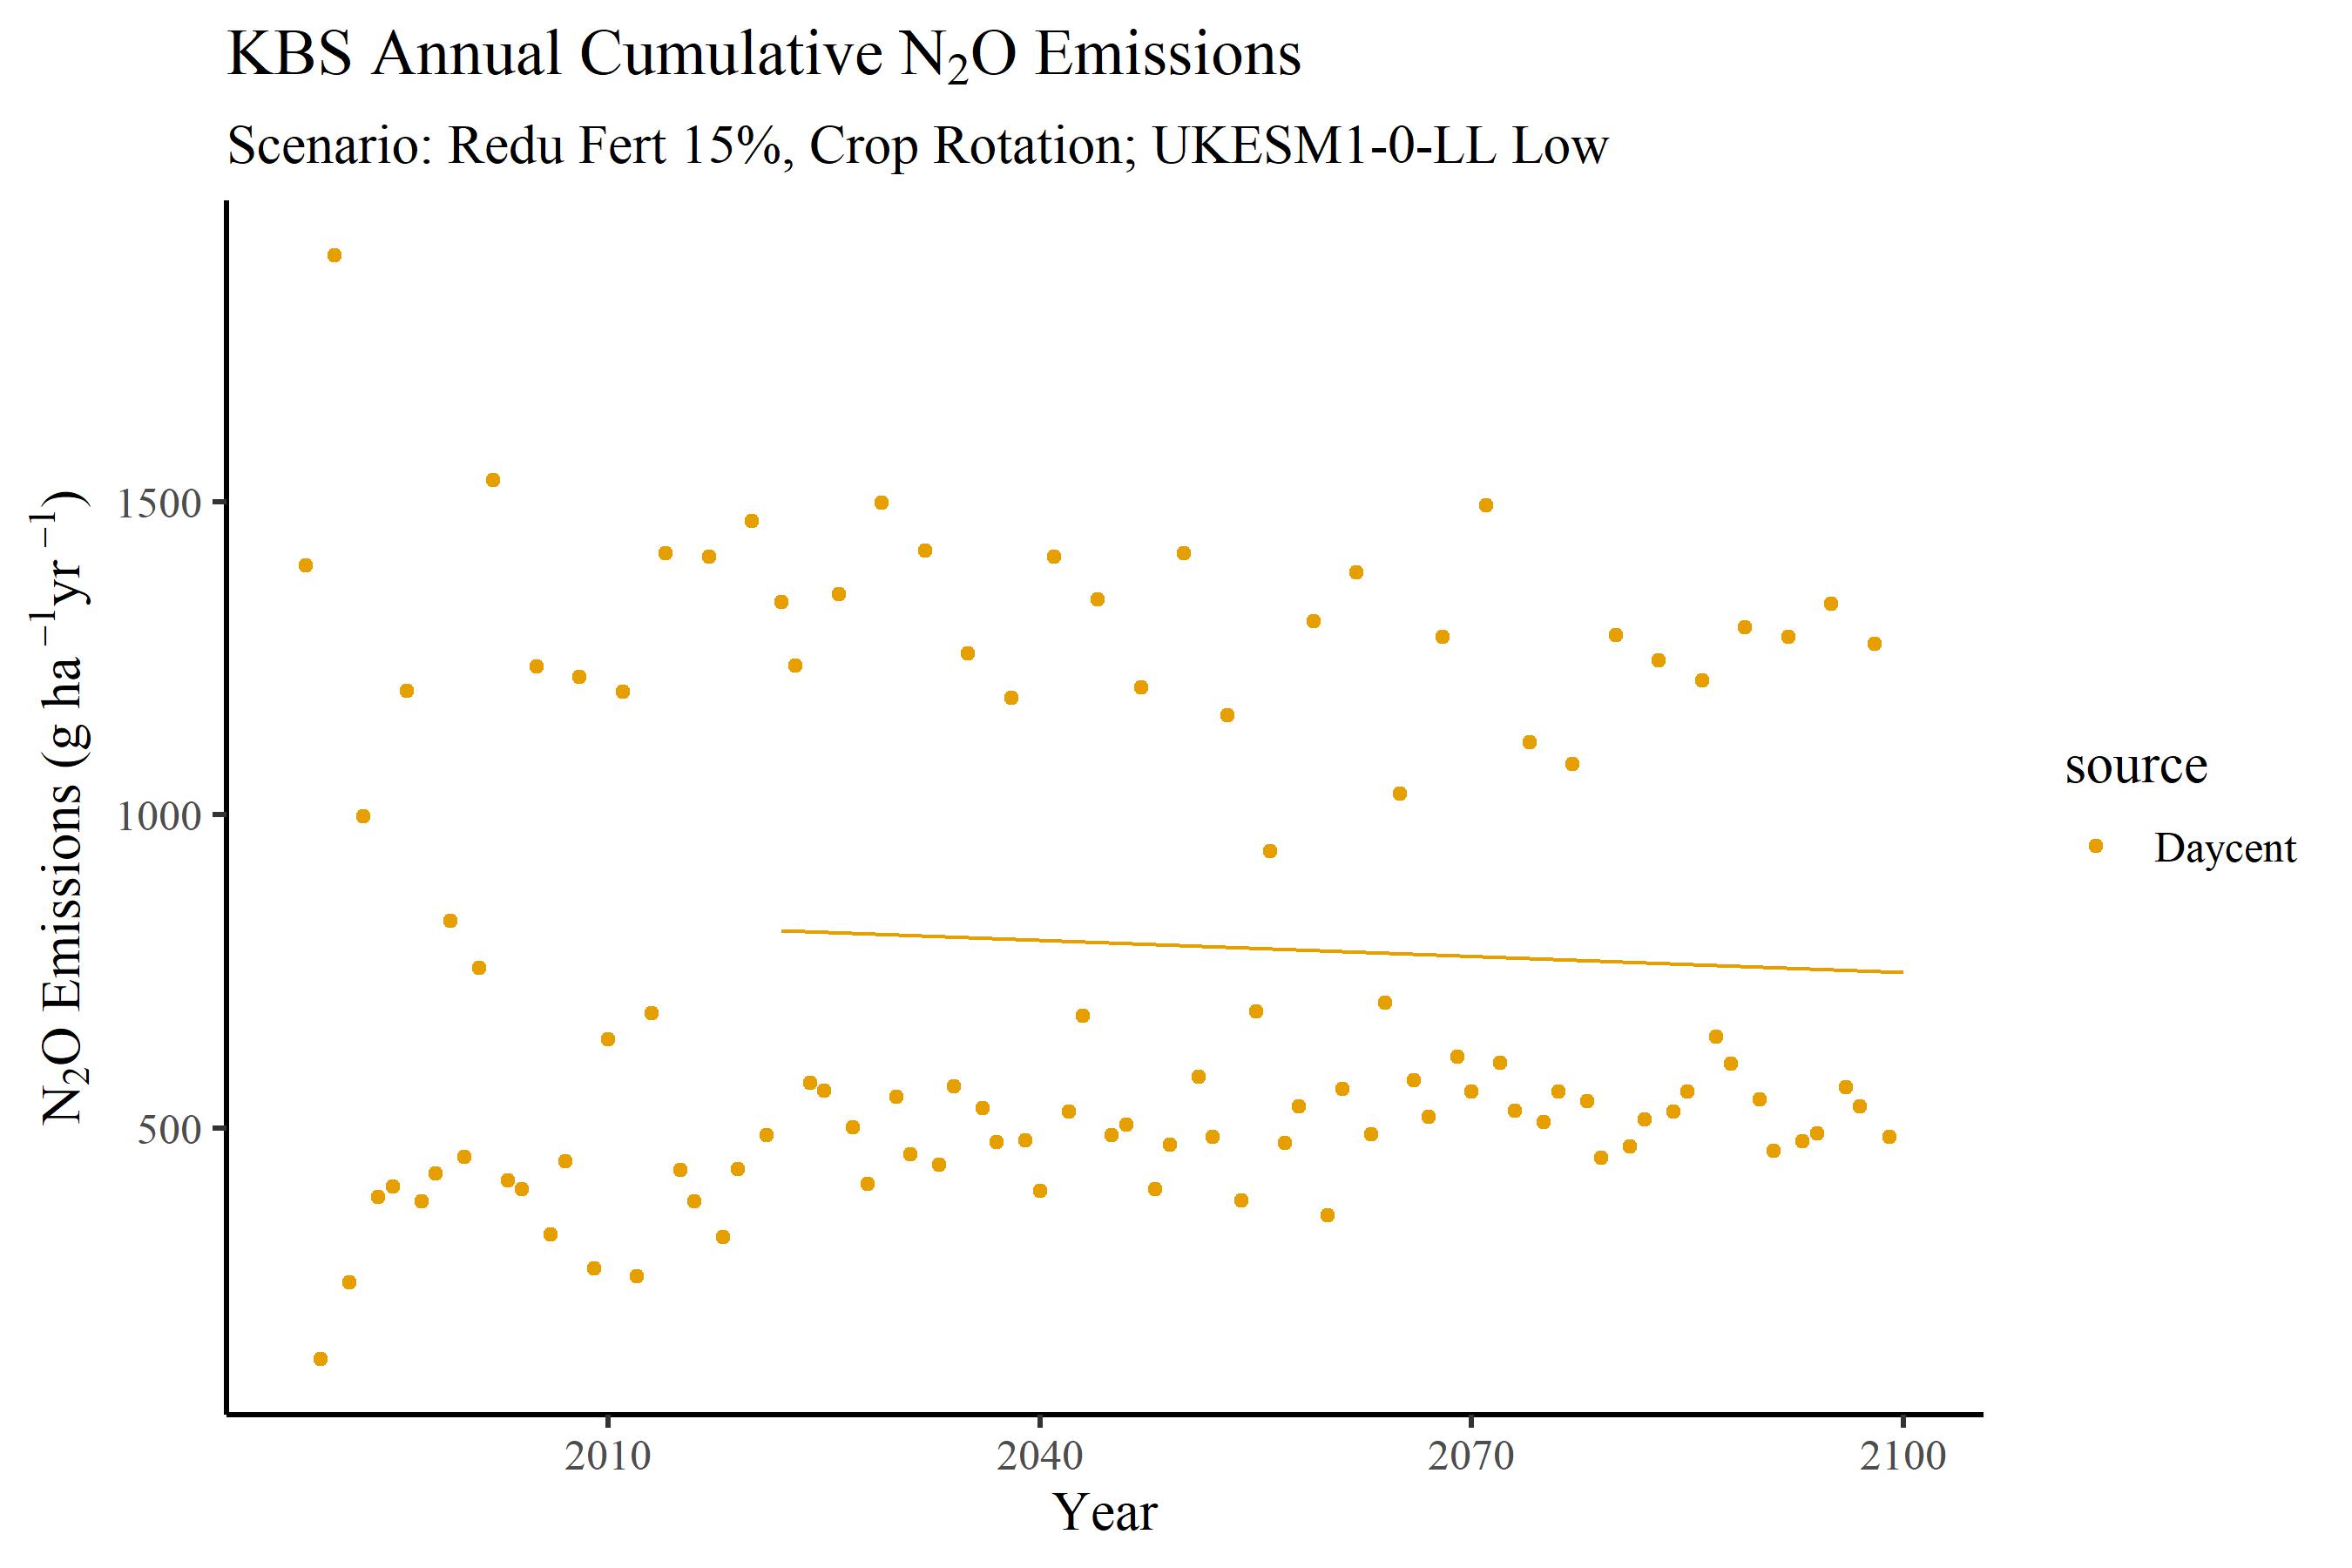 KBS Annual Cumulative N₂O Emissions
Scenario: Redu Fert 15%, Crop Rotation; UKESM1-0-LL Low
N₂O Emissions (g ha ⁻¹yr ⁻¹)
1500
1000
500
2010
2040
2070
2100
Year
source
Daycent